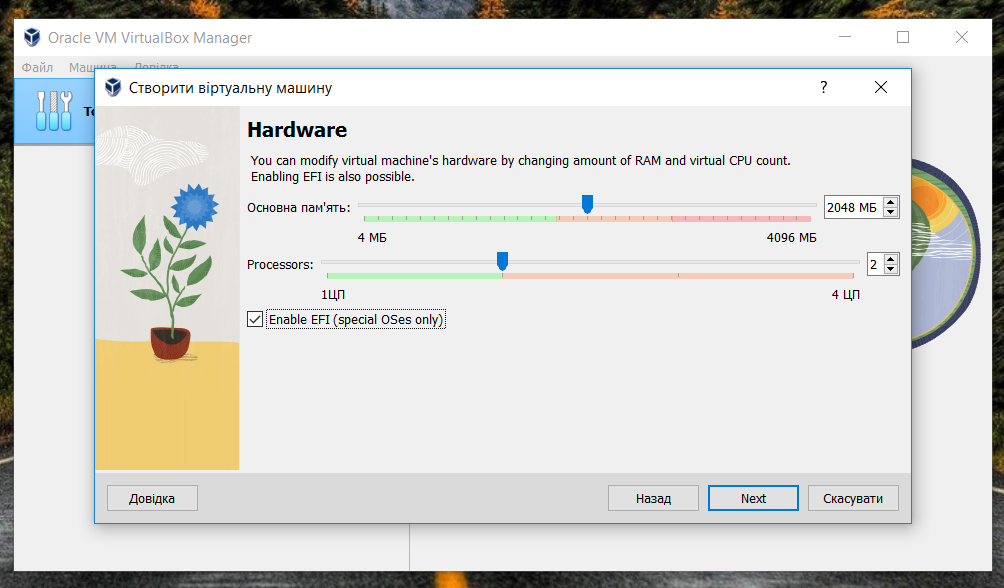 Oracle VM VirtualBox Manager
Файл Машина Довідка
Створити віртуальну машину ?
Hardware
You can modify virtual machine's hardware by changing amount of RAM and virtual CPU count.
Enabling EFI is also possible.
Основна пам'ять: 2048 МБ
4 МБ 4096 МБ
Processors: 2
1ЦП 4 ЦП
Enable EFI (special OSes only)
Довідка Назад Next Скасувати